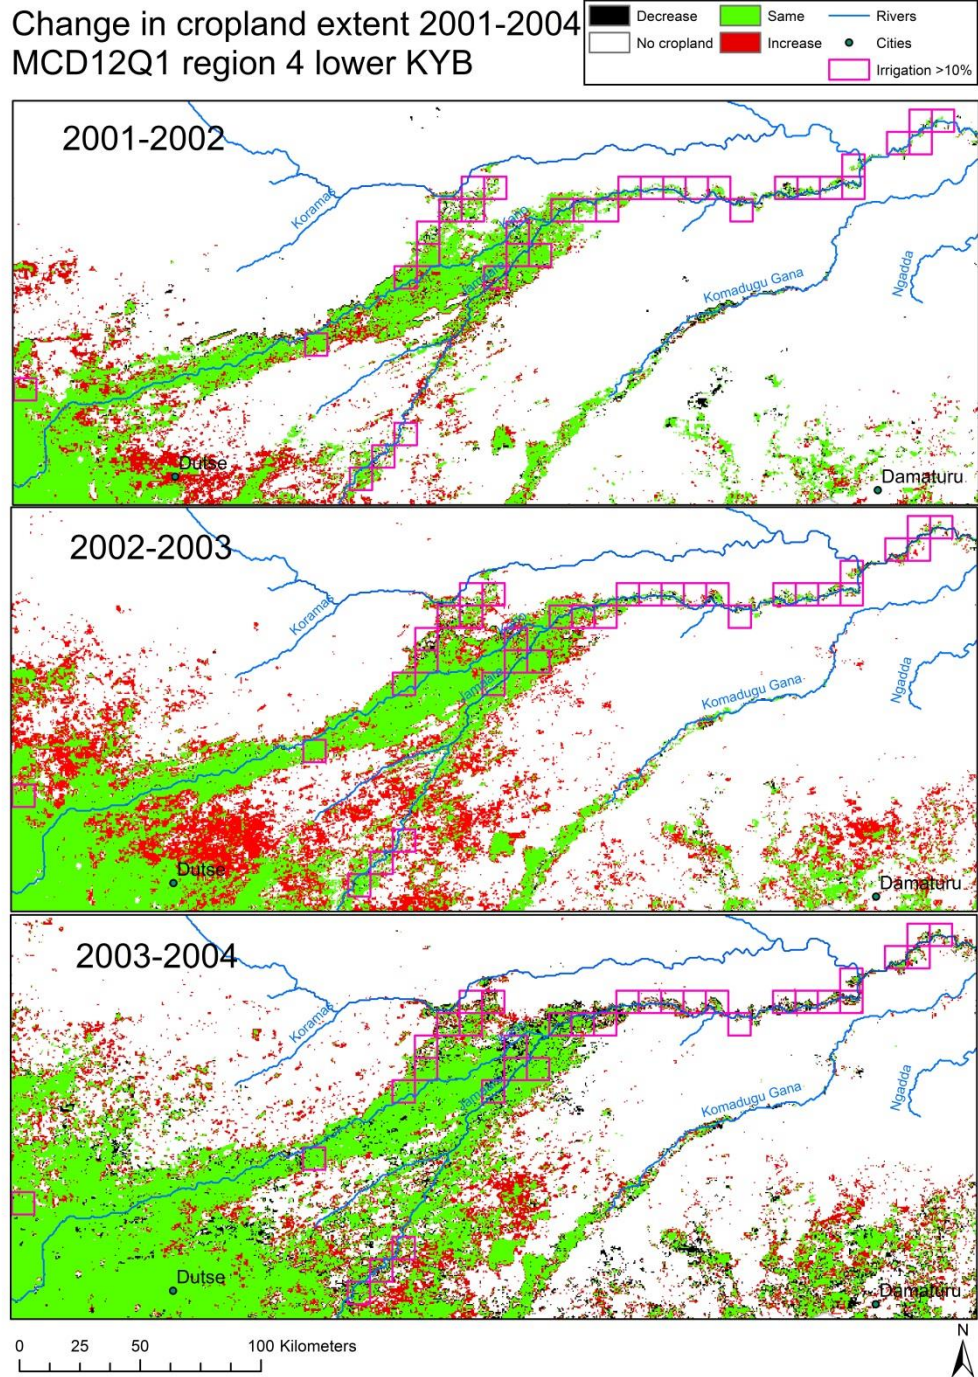 Change in cropland extent 2001-2004
MCD12Q1 region 4 lower KYB
Decrease
Same
Rivers
No cropland
Increase
Cities
Irrigation >10%
2001-2002
Koramas
Komadugu Gana
Ngadda
Dutse
Damaturu
2002-2003
Koramas
Komadugu Gana
Ngadda
Dutse
Damaturu
2003-2004
Koramas
Komadugu Gana
Ngadda
Dutse
Damaturu
0 25 50 100 Kilometers
N